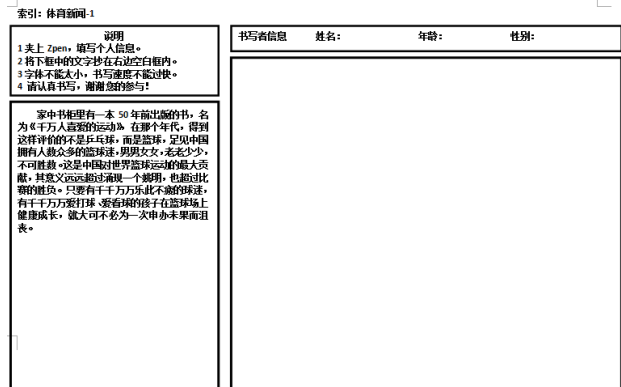 索引：体育新闻-1
说明
1 夹上 Zpen，填写个人信息。
2 将下框中的文字抄在右边空白框内。
3 字体不能太小，书写速度不能过快。
4 请认真书写，谢谢您的参与！
书写者信息 姓名： 年龄： 性别：
家中书柜里有一本 50 年前出版的书，名
为《千万人喜爱的运动》。在那个年代，得到
这样评价的不是乒乓球，而是篮球，足见中国
拥有人数众多的篮球迷，男男女女，老老少少，
不可胜数。这是中国对世界篮球运动的最大贡
献，其意义远远超过涌现一个姚明，也超过比
赛的胜负。只要有千千万万乐此不疲的球迷，
有千千万万爱打球、爱看球的孩子在篮球场上
健康成长，就大可不必为一次申办未果而沮
丧。